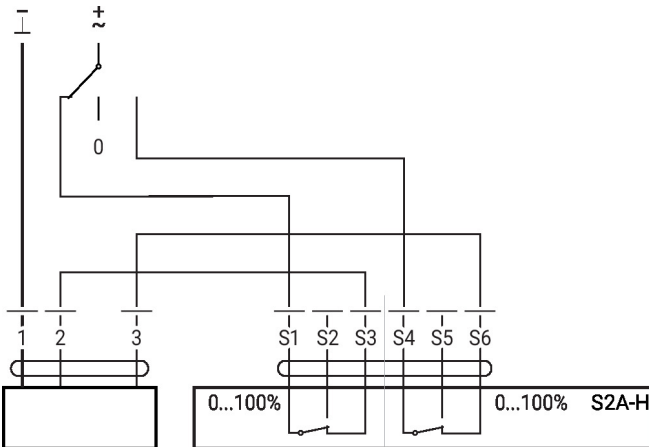 − +
⊥ ~
0
1 2 3 S1 S2 S3 S4 S5 S6
0...100% 0...100% S2A-H